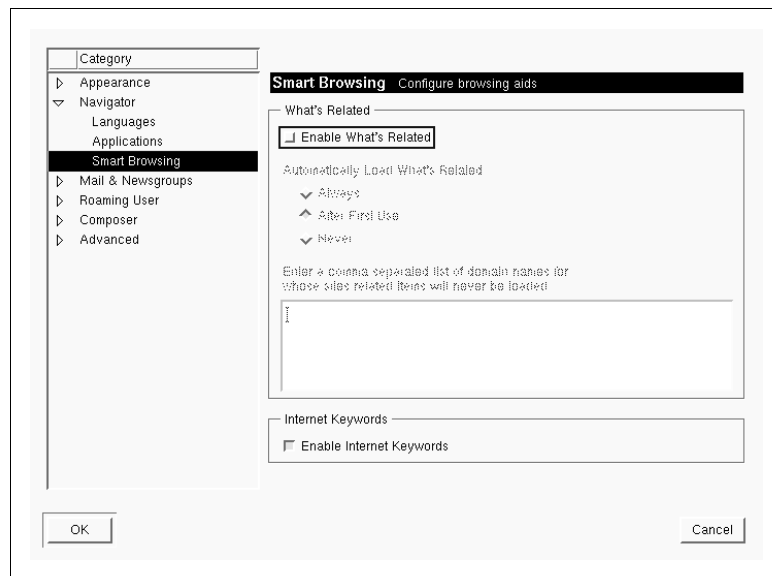 Category
Appearance
Navigator
Languages
Applications
Smart Browsing
Mail & Newsgroups
Roaming User
Composer
Advanced
Smart Browsing Configure browsing aids
What's Related
Enable What's Related
Automatically Load What's Related
Always
After First Use
Never
Enter a comma separated list of domain names for
whose sites related items will never be loaded
Internet Keywords
Enable Internet Keywords
OK
Cancel